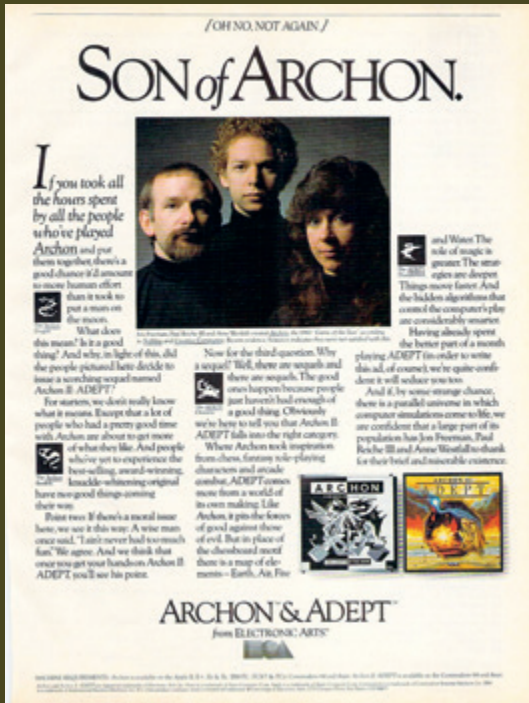 /OH NO, NOT AGAIN./
SON of ARCHON.
If you took all
the hours spent
by all the people
who've played
Archon and put
them together, there's a
good chance it'd amount
to more human effort
than it took to
put a man on
the moon.
What does
this mean? Is it a good
thing? And why, in light of this, did
the people pictured here decide to
issue a scorching sequel named
Archon II: ADEPT?
For starters, we don't really know
what it means. Except that a lot of
people who had a pretty good time
with Archon are about to get more
of what they like. And people
who've yet to experience the
best-selling, award-winning,
knuckle-whitening original
have two good things coming
their way.
Point two: If there's a moral issue
here, we see it this way. A wise man
once said, "I ain't never had too much
fun." We agree. And we think that
once you get your hands on Archon II:
ADEPT, you'll see his point.
Now for the third question. Why
a sequel? Well, there are sequels and
there are sequels. The good
ones happen because people
just haven't had enough of
a good thing. Obviously
we're here to tell you that Archon II:
ADEPT falls into the right category.
Where Archon took inspiration
from chess, fantasy role-playing
characters and arcade
combat, ADEPT comes
more from a world of
its own making. Like
Archon, it pits the forces
of good against those
of evil. But in place of
the chessboard motif
there is a map of ele-
ments – Earth, Air, Fire
and Water. The
role of magic is
greater. The strat-
egies are deeper.
Things move faster. And
the hidden algorithms that
control the computer's play
are considerably smarter.
Having already spent
the better part of a month
playing ADEPT (in order to write
this ad, of course), we're quite confi-
dent it will seduce you too.
And if, by some strange chance,
there is a parallel universe in which
computer simulations come to life, we
are confident that a large part of its
population has Jon Freeman, Paul
Reiche III and Anne Westfall to thank
for their brief and miserable existence.
ARCHON
ARCHON II
ADEPT
ARCHON™ & ADEPT™
from ELECTRONIC ARTS™